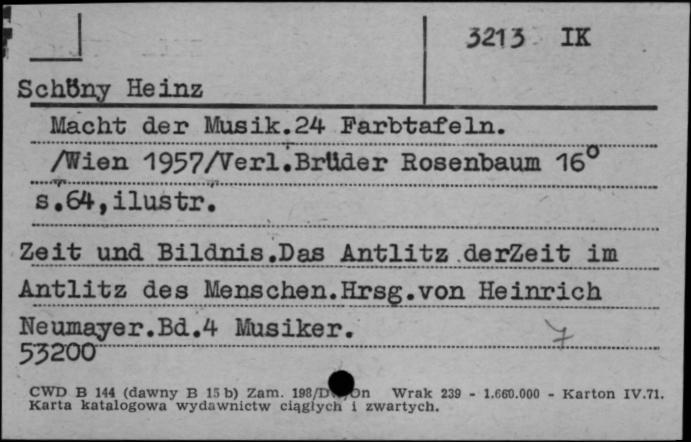 3213 IK
Schöny Heinz
Macht der Musik.24 Farbtafeln.
/Wien 1957/Verl.Brüder Rosenbaum 16°
s.64,ilustr.
Zeit und Bildnis.Das Antlitz derZeit im
Antlitz des Menschen.Hrsg.von Heinrich
Neumayer.Bd.4 Musiker.
7
53200
CWD B 144 (dawny B 15 b) Zam. 198/ Wrak 239 - 1.660.000 - Karton IV.71.
Karta katalogowa wydawnictw ciągłych i zwartych.